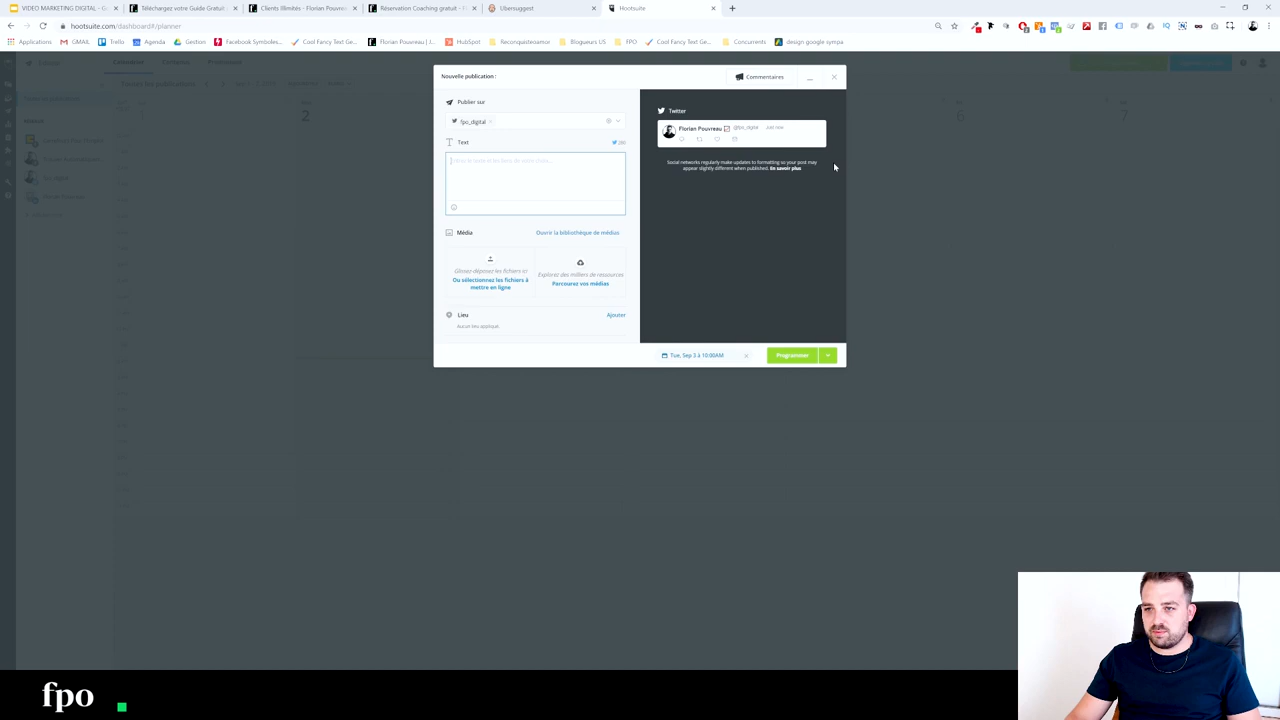 VIDEO MARKETING DIGITAL - G
Téléchargez votre Guide Gratuit
Clients Illimités - Florian Pouvre
Réservation Coaching gratuit - F
Ubersuggest
Hootsuite
hootsuite.com/dashboard#/planner
Applications
GMAIL
Trello
Agenda
Gestion
Facebook Symboles...
Cool Fancy Text Ge...
Florian Pouvreau | J...
HubSpot
Reconquisteoamor
Blogueurs US
FPO
Cool Fancy Text Ge...
Concurrents
design google sympa
Nouvelle publication :
Commentaires
Publier sur
fpo_digital
Text
Média
Ouvrir la bibliothèque de médias
Glissez-déposez les fichiers ici
Ou sélectionnez les fichiers à
mettre en ligne
Explorez des milliers de ressources
Parcourez vos médias
Lieu
Ajouter
Aucun lieu appliqué.
Twitter
Florian Pouvreau
@fpo_digital
Just now
Social networks regularly make updates to formatting so your post may
appear slightly different when published. En savoir plus
Tue, Sep 3 à 10:00AM
Programmer
2
6
fpo